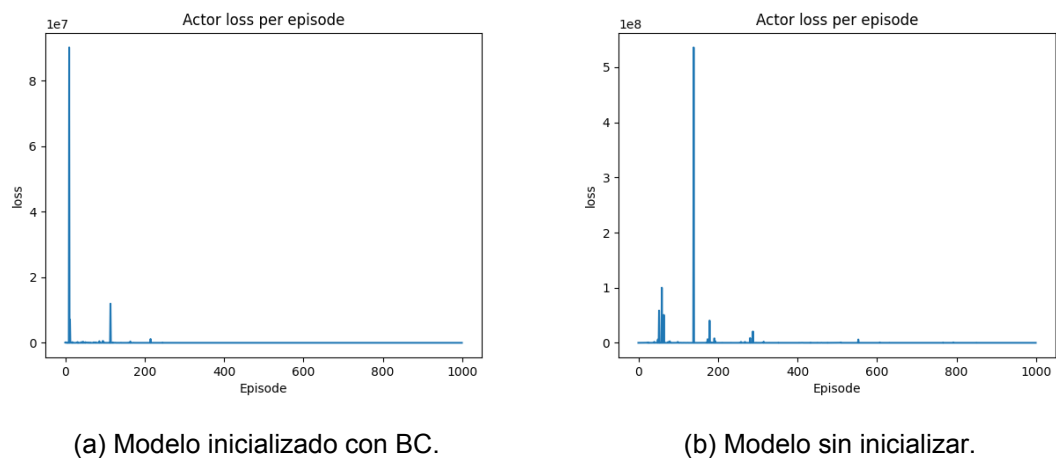 Actor loss per episode
1e7
8
6
4
2
0
loss
0 200 400 600 800 1000
Episode
(a) Modelo inicializado con BC.
Actor loss per episode
1e8
5
4
3
2
1
0
loss
0 200 400 600 800 1000
Episode
(b) Modelo sin inicializar.